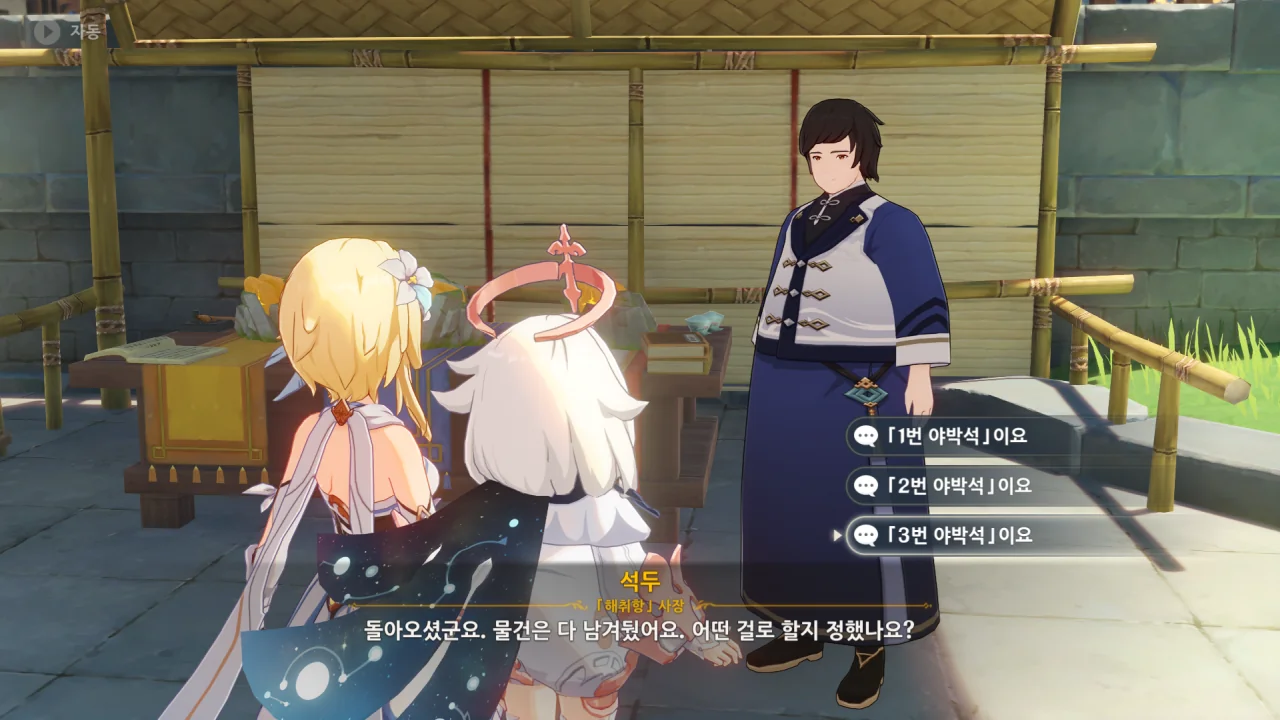 자동
「1번 야박석」이요
「2번 야박석」이요
「3번 야박석」이요
석두
「해취항」 사장
돌아오셨군요. 물건은 다 남겨뒀어요. 어떤 걸로 할지 정했나요?